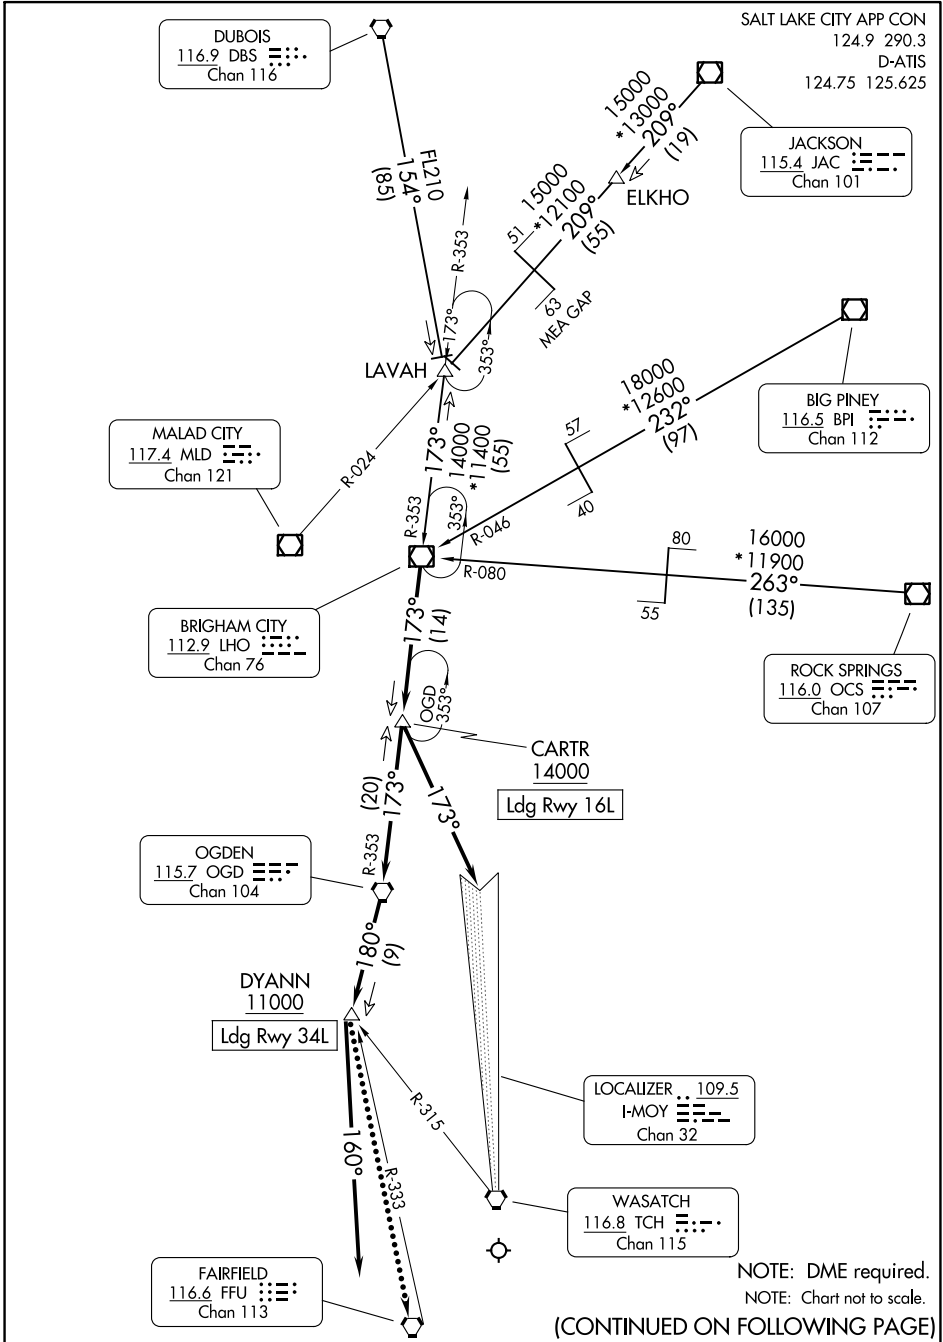 SALT LAKE CITY APP CON
124.9 290.3
D-ATIS
124.75 125.625
DUBOIS
116.9 DBS
Chan 116
JACKSON
115.4 JAC
Chan 101
15000
*13000
209°
(19)
ELKHO
FL210
154°
(85)
15000
*12100
209°
(55)
51
63
MEA GAP
R-353
173°
353°
LAVAH
BIG PINEY
116.5 BPI
Chan 112
18000
*12600
232°
(97)
57
40
R-046
MALAD CITY
117.4 MLD
Chan 121
R-024
173°
14000
*11400
(55)
R-353
353°
16000
*11900
263°
(135)
80
55
R-080
BRIGHAM CITY
112.9 LHO
Chan 76
173°
(14)
ROCK SPRINGS
116.0 OCS
Chan 107
OGD
353°
CARTR
14000
Ldg Rwy 16L
(20)
173°
R-353
173°
OGDEN
115.7 OGD
Chan 104
180°
(9)
DYANN
11000
Ldg Rwy 34L
R-315
LOCALIZER 109.5
I-MOY
Chan 32
160°
R-333
WASATCH
116.8 TCH
Chan 115
FAIRFIELD
116.6 FFU
Chan 113
NOTE: DME required.
NOTE: Chart not to scale.
(CONTINUED ON FOLLOWING PAGE)